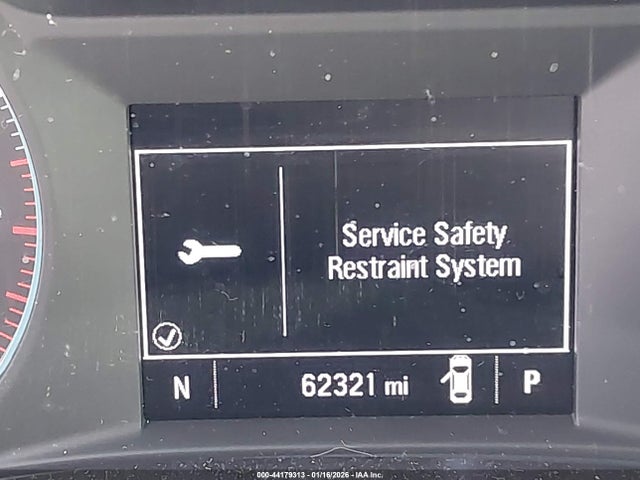 Service Safety
Restraint System
N 62321 mi P
000-44179313 - 01/16/2026 - IAA Inc.